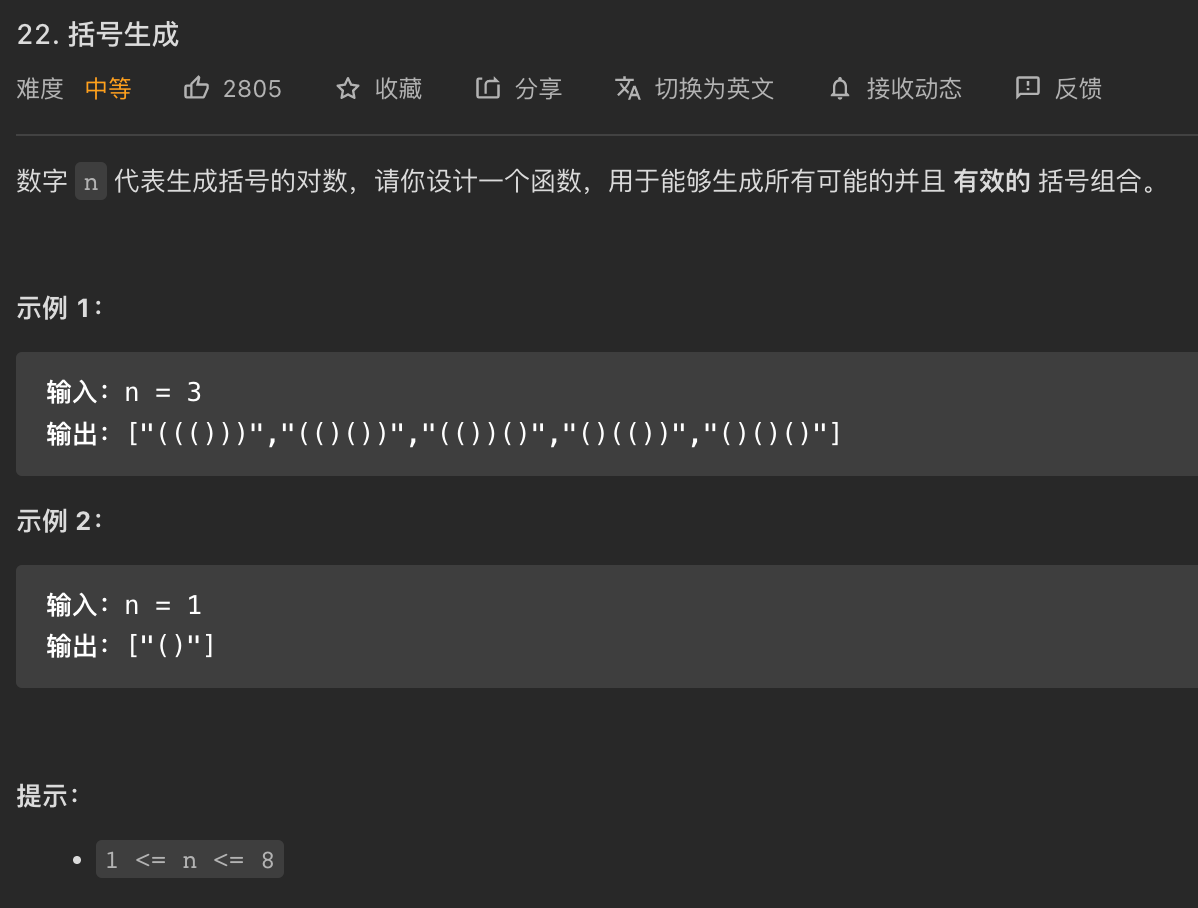 22. 括号生成
难度 中等 2805 收藏 分享 切换为英文 接收动态 反馈
数字 n 代表生成括号的对数，请你设计一个函数，用于能够生成所有可能的并且 有效的 括号组合。
示例 1：
输入：n = 3
输出：["((()))","(()())","(())()","()(())","()()()"]
示例 2：
输入：n = 1
输出：["()"]
提示：
1 <= n <= 8